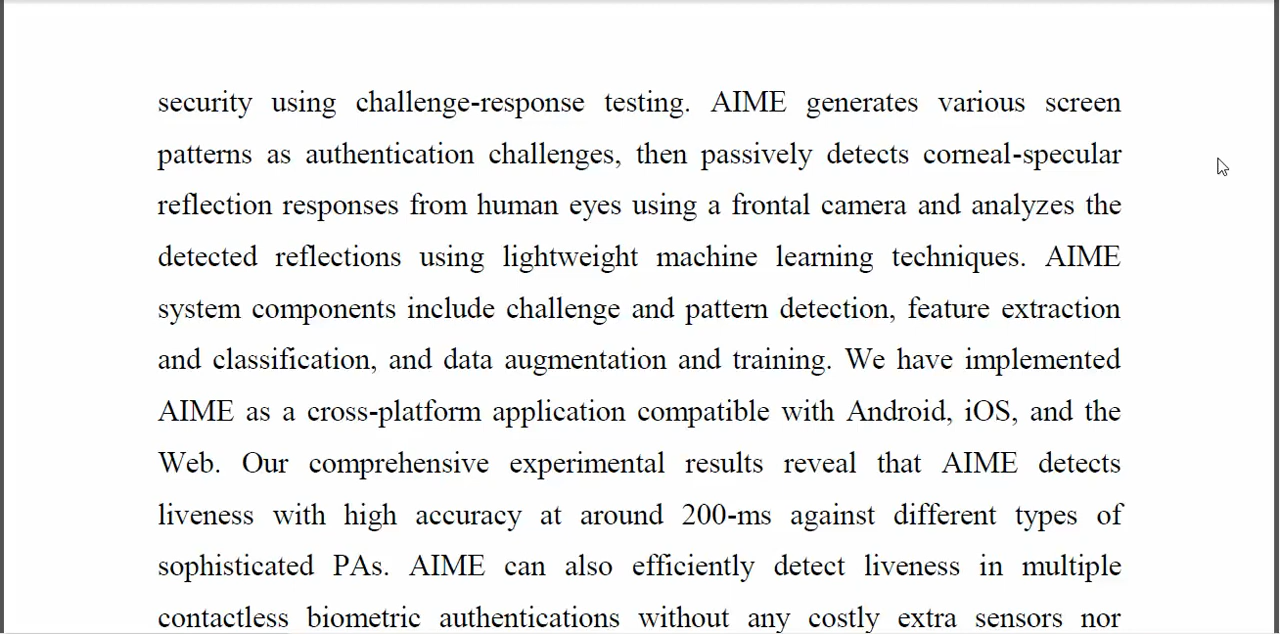 security using challenge-response testing. AIME generates various screen
patterns as authentication challenges, then passively detects corneal-specular
reflection responses from human eyes using a frontal camera and analyzes the
detected reflections using lightweight machine learning techniques. AIME
system components include challenge and pattern detection, feature extraction
and classification, and data augmentation and training. We have implemented
AIME as a cross-platform application compatible with Android, iOS, and the
Web. Our comprehensive experimental results reveal that AIME detects
liveness with high accuracy at around 200-ms against different types of
sophisticated PAs. AIME can also efficiently detect liveness in multiple
contactless biometric authentications without any costly extra sensors nor